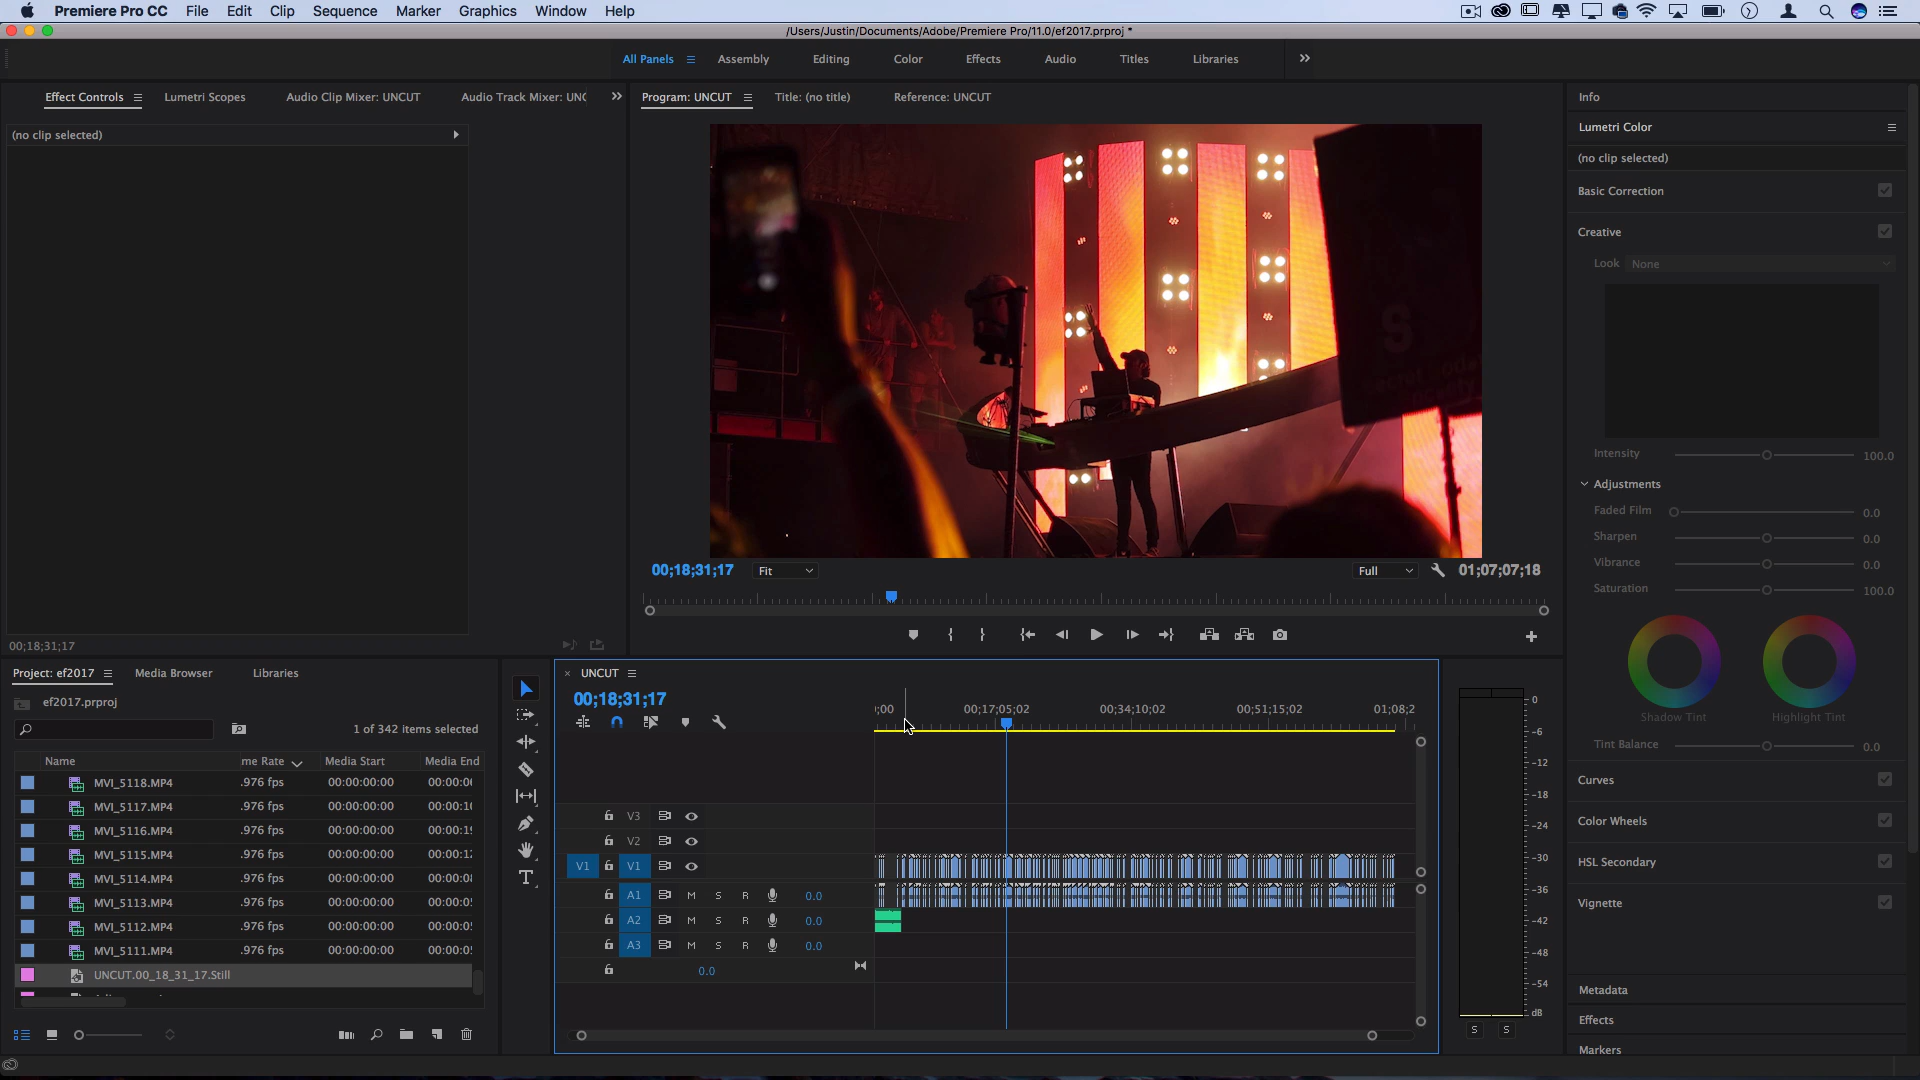 Premiere Pro CC File Edit Clip Sequence Marker Graphics Window Help
/Users/Justin/Documents/Adobe/Premiere Pro/11.0/ef2017.prproj *
All Panels Assembly Editing Color Effects Audio Titles Libraries
Effect Controls Lumetri Scopes Audio Clip Mixer: UNCUT Audio Track Mixer: UNC
(no clip selected)
00;18;31;17
Program: UNCUT Title: (no title) Reference: UNCUT
S
00;18;31;17 Fit Full 01;07;07;18
Info
Lumetri Color
(no clip selected)
Basic Correction
Creative
Look None
Intensity 100.0
Adjustments
Faded Film 0.0
Sharpen 0.0
Vibrance 0.0
Saturation 100.0
Shadow Tint Highlight Tint
Tint Balance 0.0
Curves
Color Wheels
HSL Secondary
Vignette
Metadata
Effects
Markers
Project: ef2017 Media Browser Libraries
ef2017.prproj
1 of 342 items selected
Name me Rate Media Start Media End
MVI_5118.MP4 .976 fps 00:00:00:00 00:00:0
MVI_5117.MP4 .976 fps 00:00:00:00 00:00:1
MVI_5116.MP4 .976 fps 00:00:00:00 00:00:1
MVI_5115.MP4 .976 fps 00:00:00:00 00:00:1
MVI_5114.MP4 .976 fps 00:00:00:00 00:00:0
MVI_5113.MP4 .976 fps 00:00:00:00 00:00:0
MVI_5112.MP4 .976 fps 00:00:00:00 00:00:0
MVI_5111.MP4 .976 fps 00:00:00:00 00:00:0
UNCUT.00_18_31_17.Still
UNCUT
00;18;31;17
;00 00;17;05;02 00;34;10;02 00;51;15;02 01;08;2
V3
V2
V1 V1
A1 M S R 0.0
A2 M S R 0.0
A3 M S R 0.0
0.0
0
-6
-12
-18
-24
-30
-36
-42
-48
-54
dB
S S